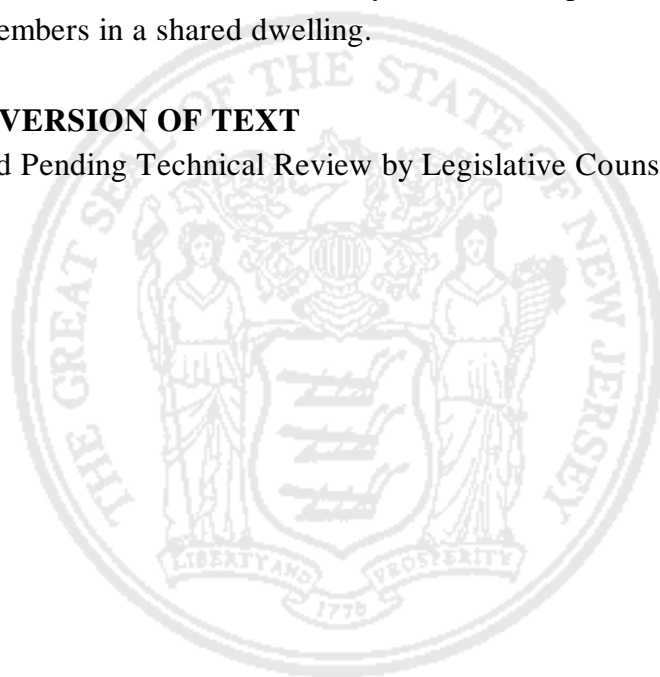 embers in a shared dwelling.
VERSION OF TEXT
d Pending Technical Review by Legislative Couns
THE GREAT SEAL OF THE STATE OF NEW JERSEY
LIBERTY AND PROSPERITY
1776